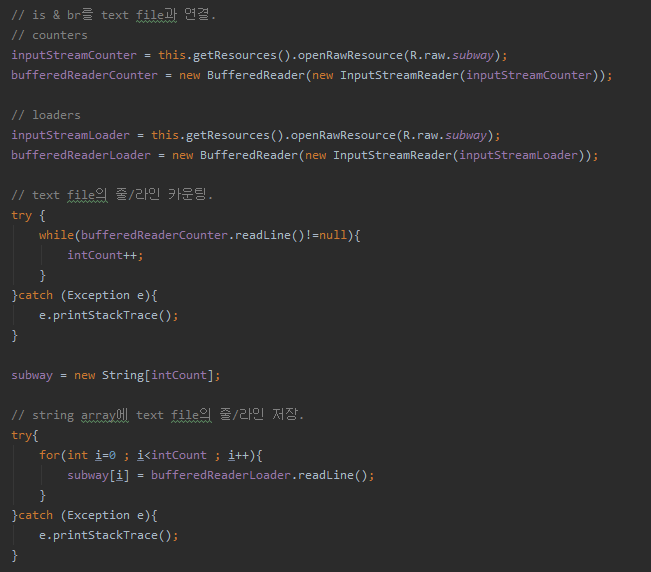 // is & br를 text file과 연결.
// counters
inputStreamCounter = this.getResources().openRawResource(R.raw.subway);
bufferedReaderCounter = new BufferedReader(new InputStreamReader(inputStreamCounter));
// loaders
inputStreamLoader = this.getResources().openRawResource(R.raw.subway);
bufferedReaderLoader = new BufferedReader(new InputStreamReader(inputStreamLoader));
// text file의 줄/라인 카운팅.
try {
while(bufferedReaderCounter.readLine()!=null){
intCount++;
}
}catch (Exception e){
e.printStackTrace();
}
subway = new String[intCount];
// string array에 text file의 줄/라인 저장.
try{
for(int i=0 ; i<intCount ; i++){
subway[i] = bufferedReaderLoader.readLine();
}
}catch (Exception e){
e.printStackTrace();
}